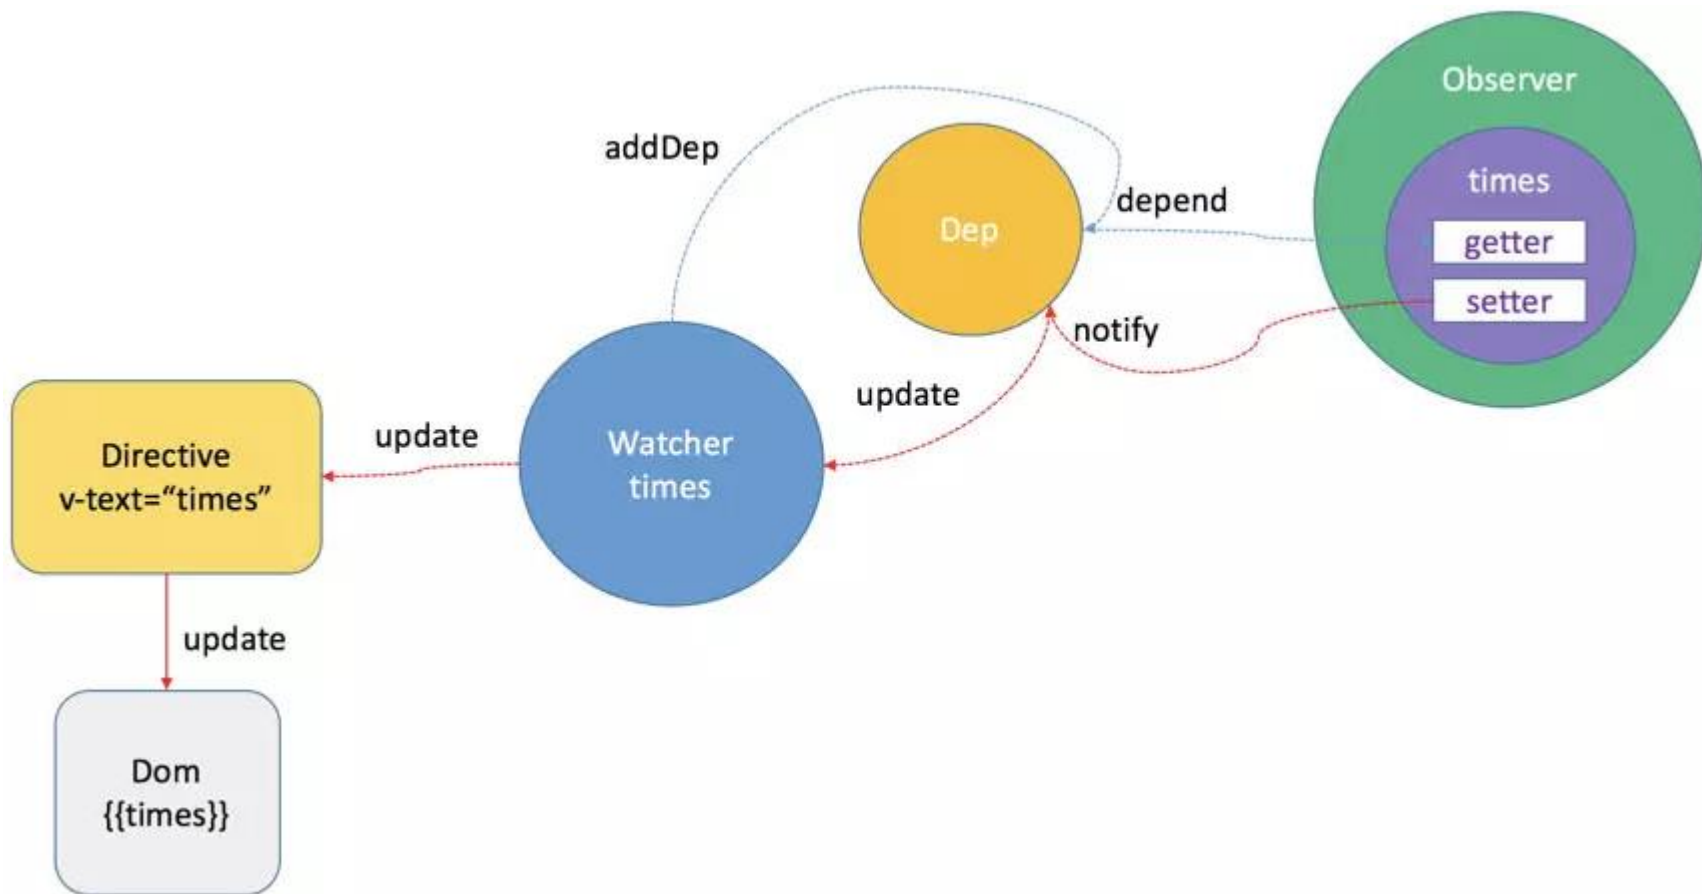 Observer
addDep
times
depend
Dep
getter
setter
notify
update
update
Watcher
times
Directive
v-text=“times”
update
Dom
{{times}}